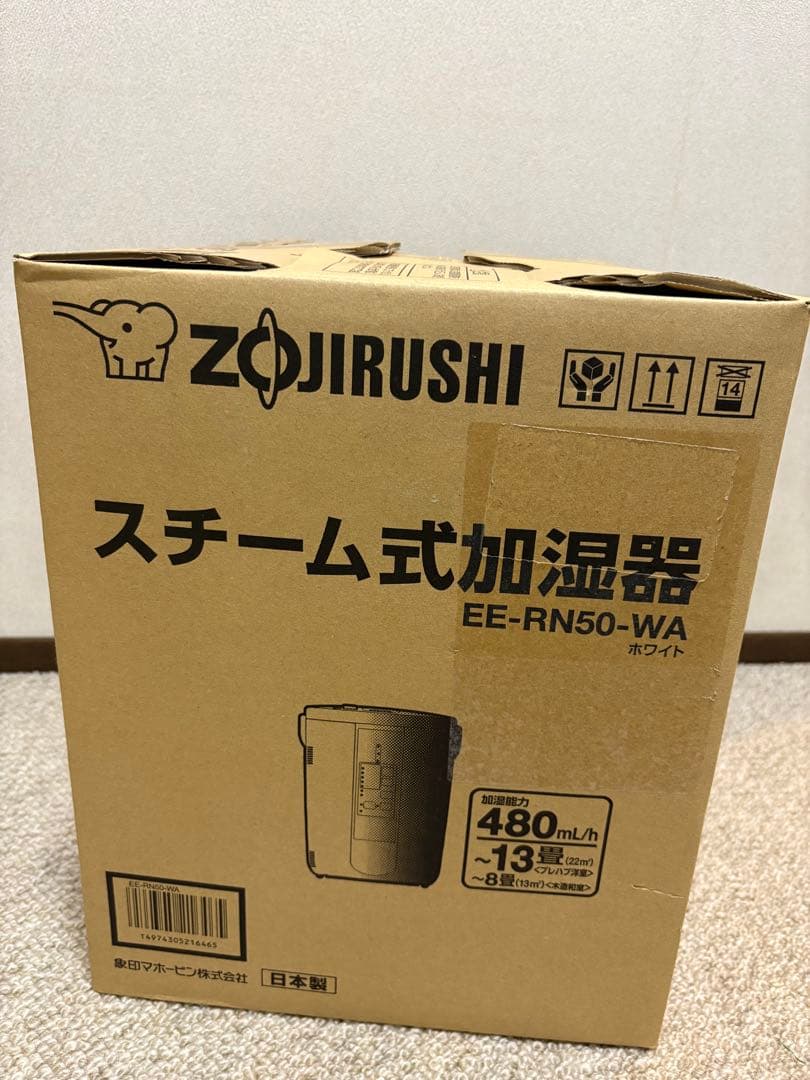 ZOJIRUSHI
14
スチーム式加湿器
EE-RN50-WA
ホワイト
加湿能力
480mL/h
～13畳(22㎡)
<プレハブ洋室>
～8畳(13㎡)<木造和室>
EE-RN50-WA
T4974305216465
象印マホービン株式会社
日本製